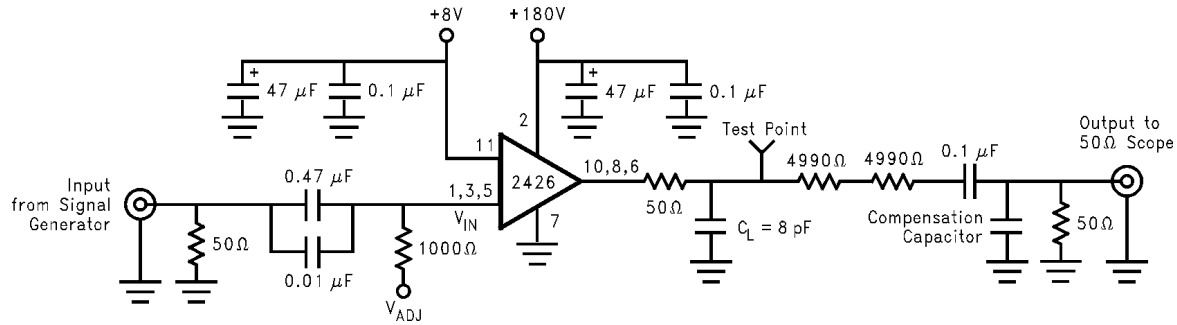 +8V
+180V
+
47 µF
0.1 µF
+
47 µF
0.1 µF
2
Test Point
Output to
50Ω Scope
11
10,8,6
4990Ω
4990Ω
0.1 µF
Input
from Signal
Generator
0.47 µF
1,3,5
2426
50Ω
V_IN
7
Compensation
Capacitor
50Ω
50Ω
1000Ω
C_L = 8 pF
0.01 µF
V_ADJ